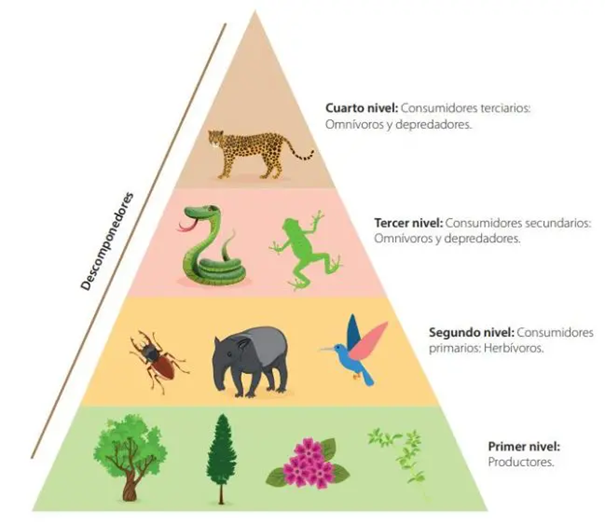 Cuarto nivel: Consumidores terciarios:
Omnívoros y depredadores.
Tercer nivel: Consumidores secundarios:
Omnívoros y depredadores.
Descomponedores
Segundo nivel: Consumidores
primarios: Herbívoros.
Primer nivel:
Productores.